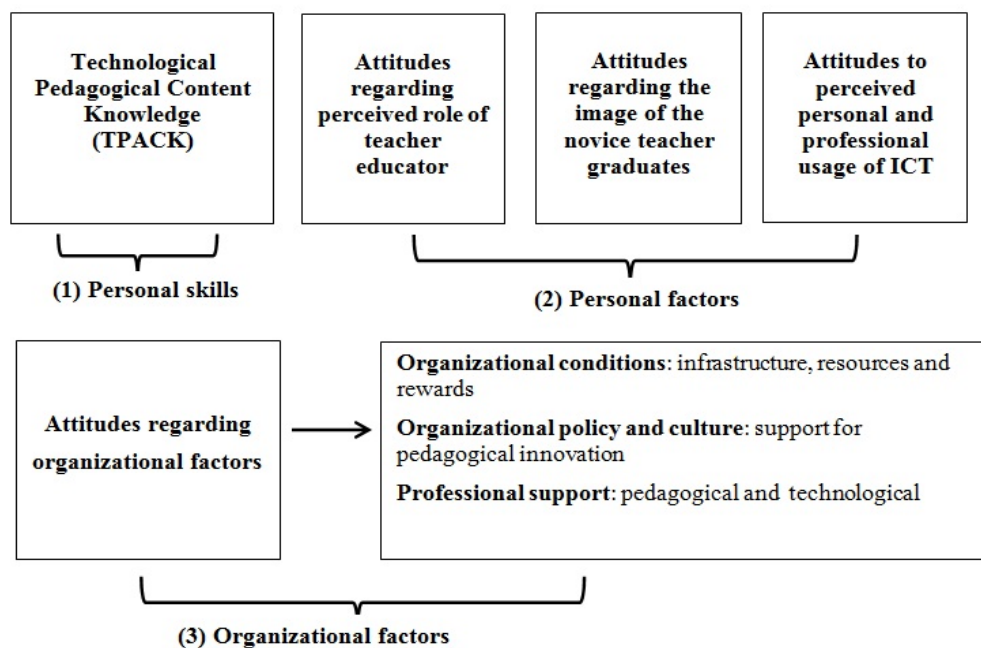 Technological
Pedagogical Content
Knowledge
(TPACK)
Attitudes
regarding
perceived role of
teacher
educator
Attitudes
regarding the
image of the
novice teacher
graduates
Attitudes to
perceived
personal and
professional
usage of ICT
(1) Personal skills
(2) Personal factors
Attitudes regarding
organizational factors
Organizational conditions: infrastructure, resources and
rewards
Organizational policy and culture: support for
pedagogical innovation
Professional support: pedagogical and technological
(3) Organizational factors